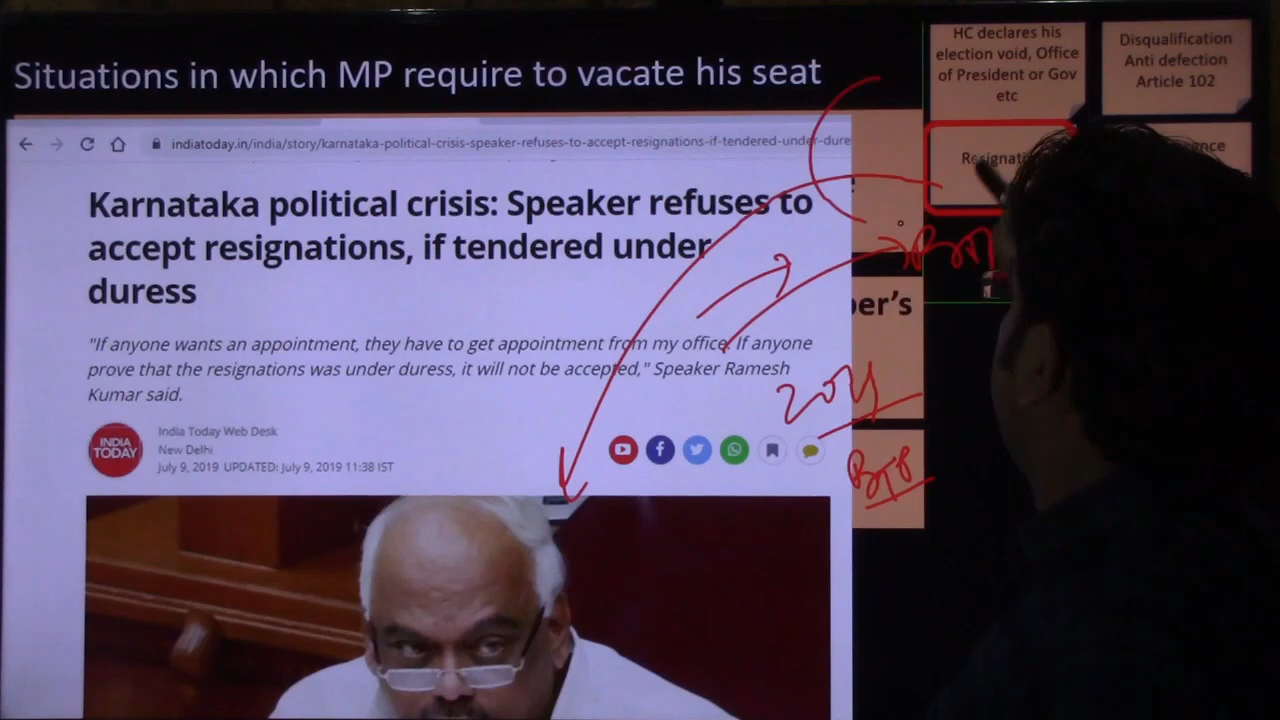 Situations in which MP require to vacate his seat
HC declares his
election void, Office
of President or Gov
etc
Disqualification
Anti defection
Article 102
indiatoday.in/india/story/karnataka-political-crisis-speaker-refuses-to-accept-resignations-if-tendered-under-dure
Karnataka political crisis: Speaker refuses to
accept resignations, if tendered under
duress
"If anyone wants an appointment, they have to get appointment from my office. If anyone
prove that the resignations was under duress, it will not be accepted," Speaker Ramesh
Kumar said.
ber's
INDIA
TODAY
India Today Web Desk
New Delhi
July 9, 2019 UPDATED: July 9, 2019 11:38 IST